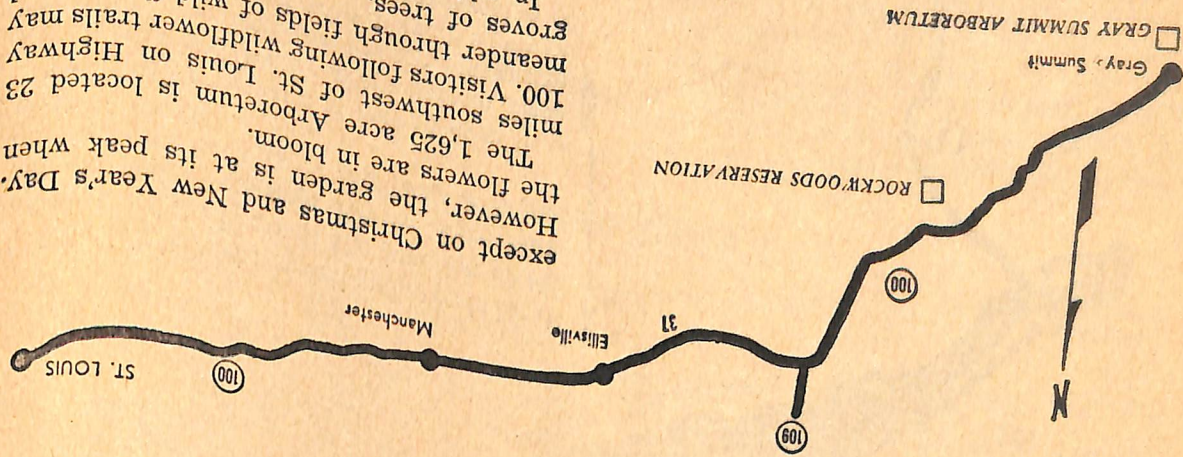 N
109
ST. LOUIS
100
Manchester
Ellisville
31
100
ROCKWOODS RESERVATION
Gray Summit
GRAY SUMMIT ARBORETUM
except on Christmas and New Year's Day.
However, the garden is at its peak when
the flowers are in bloom.
The 1,625 acre Arboretum is located 23
miles southwest of St. Louis on Highway
100. Visitors following wildflower trails may
meander through fields of
groves of trees